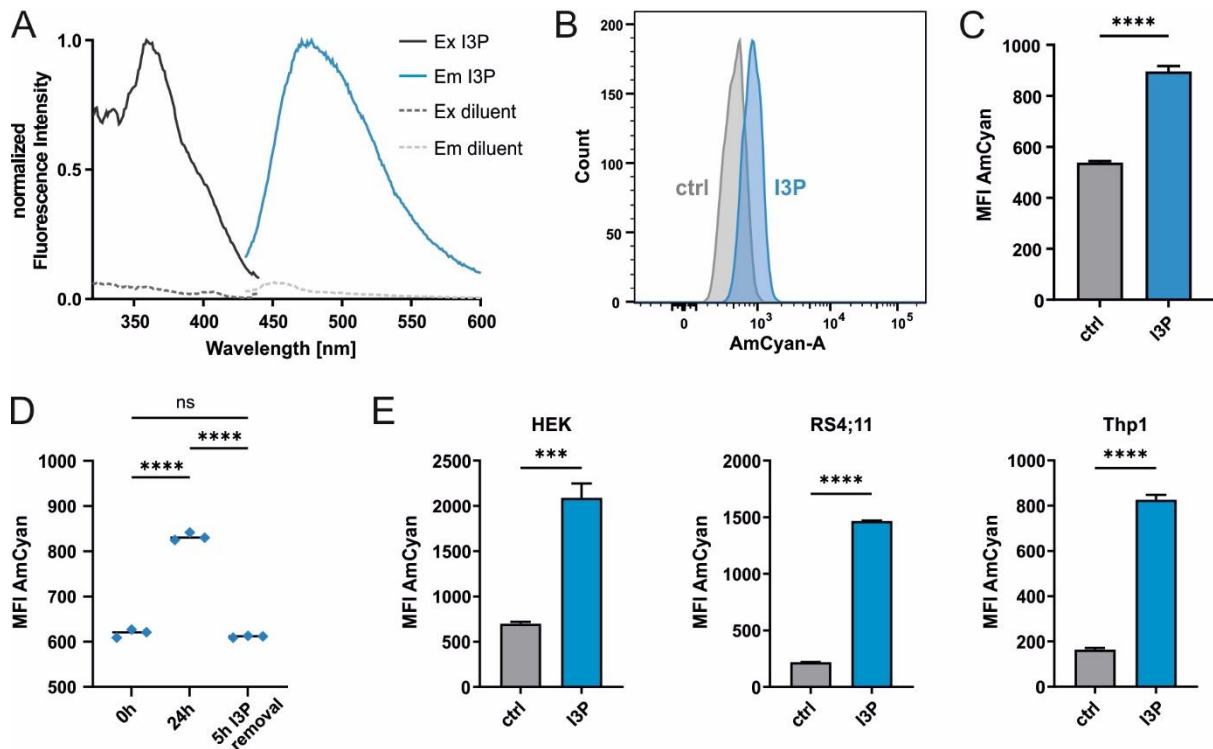 A
normalized
Fluorescence Intensity
1.0
0.5
0.0
350
400
450
500
550
600
Wavelength [nm]
Ex I3P
Em I3P
Ex diluent
Em diluent
B
Count
200
150
100
50
0
ctrl
I3P
0
10³
10⁴
10⁵
AmCyan-A
C
****
MFI AmCyan
1000
800
600
400
200
0
ctrl
I3P
D
ns
****
****
MFI AmCyan
1000
900
800
700
600
500
0h
24h
5h I3P
removal
E
HEK
***
MFI AmCyan
2500
2000
1500
1000
500
0
ctrl
I3P
RS4;11
****
MFI AmCyan
2000
1500
1000
500
0
ctrl
I3P
Thp1
****
MFI AmCyan
1000
800
600
400
200
0
ctrl
I3P